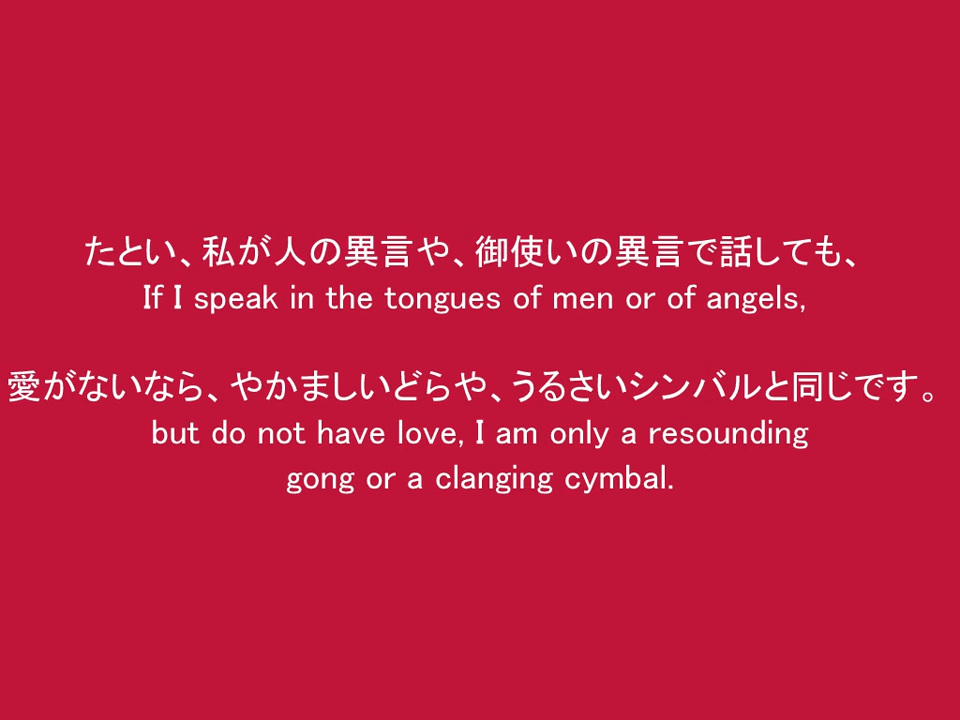 たとい、私が人の異言や、御使いの異言で話しても、
If I speak in the tongues of men or of angels,
愛がないなら、やかましいどらや、うるさいシンバルと同じです。
but do not have love, I am only a resounding
gong or a clanging cymbal.